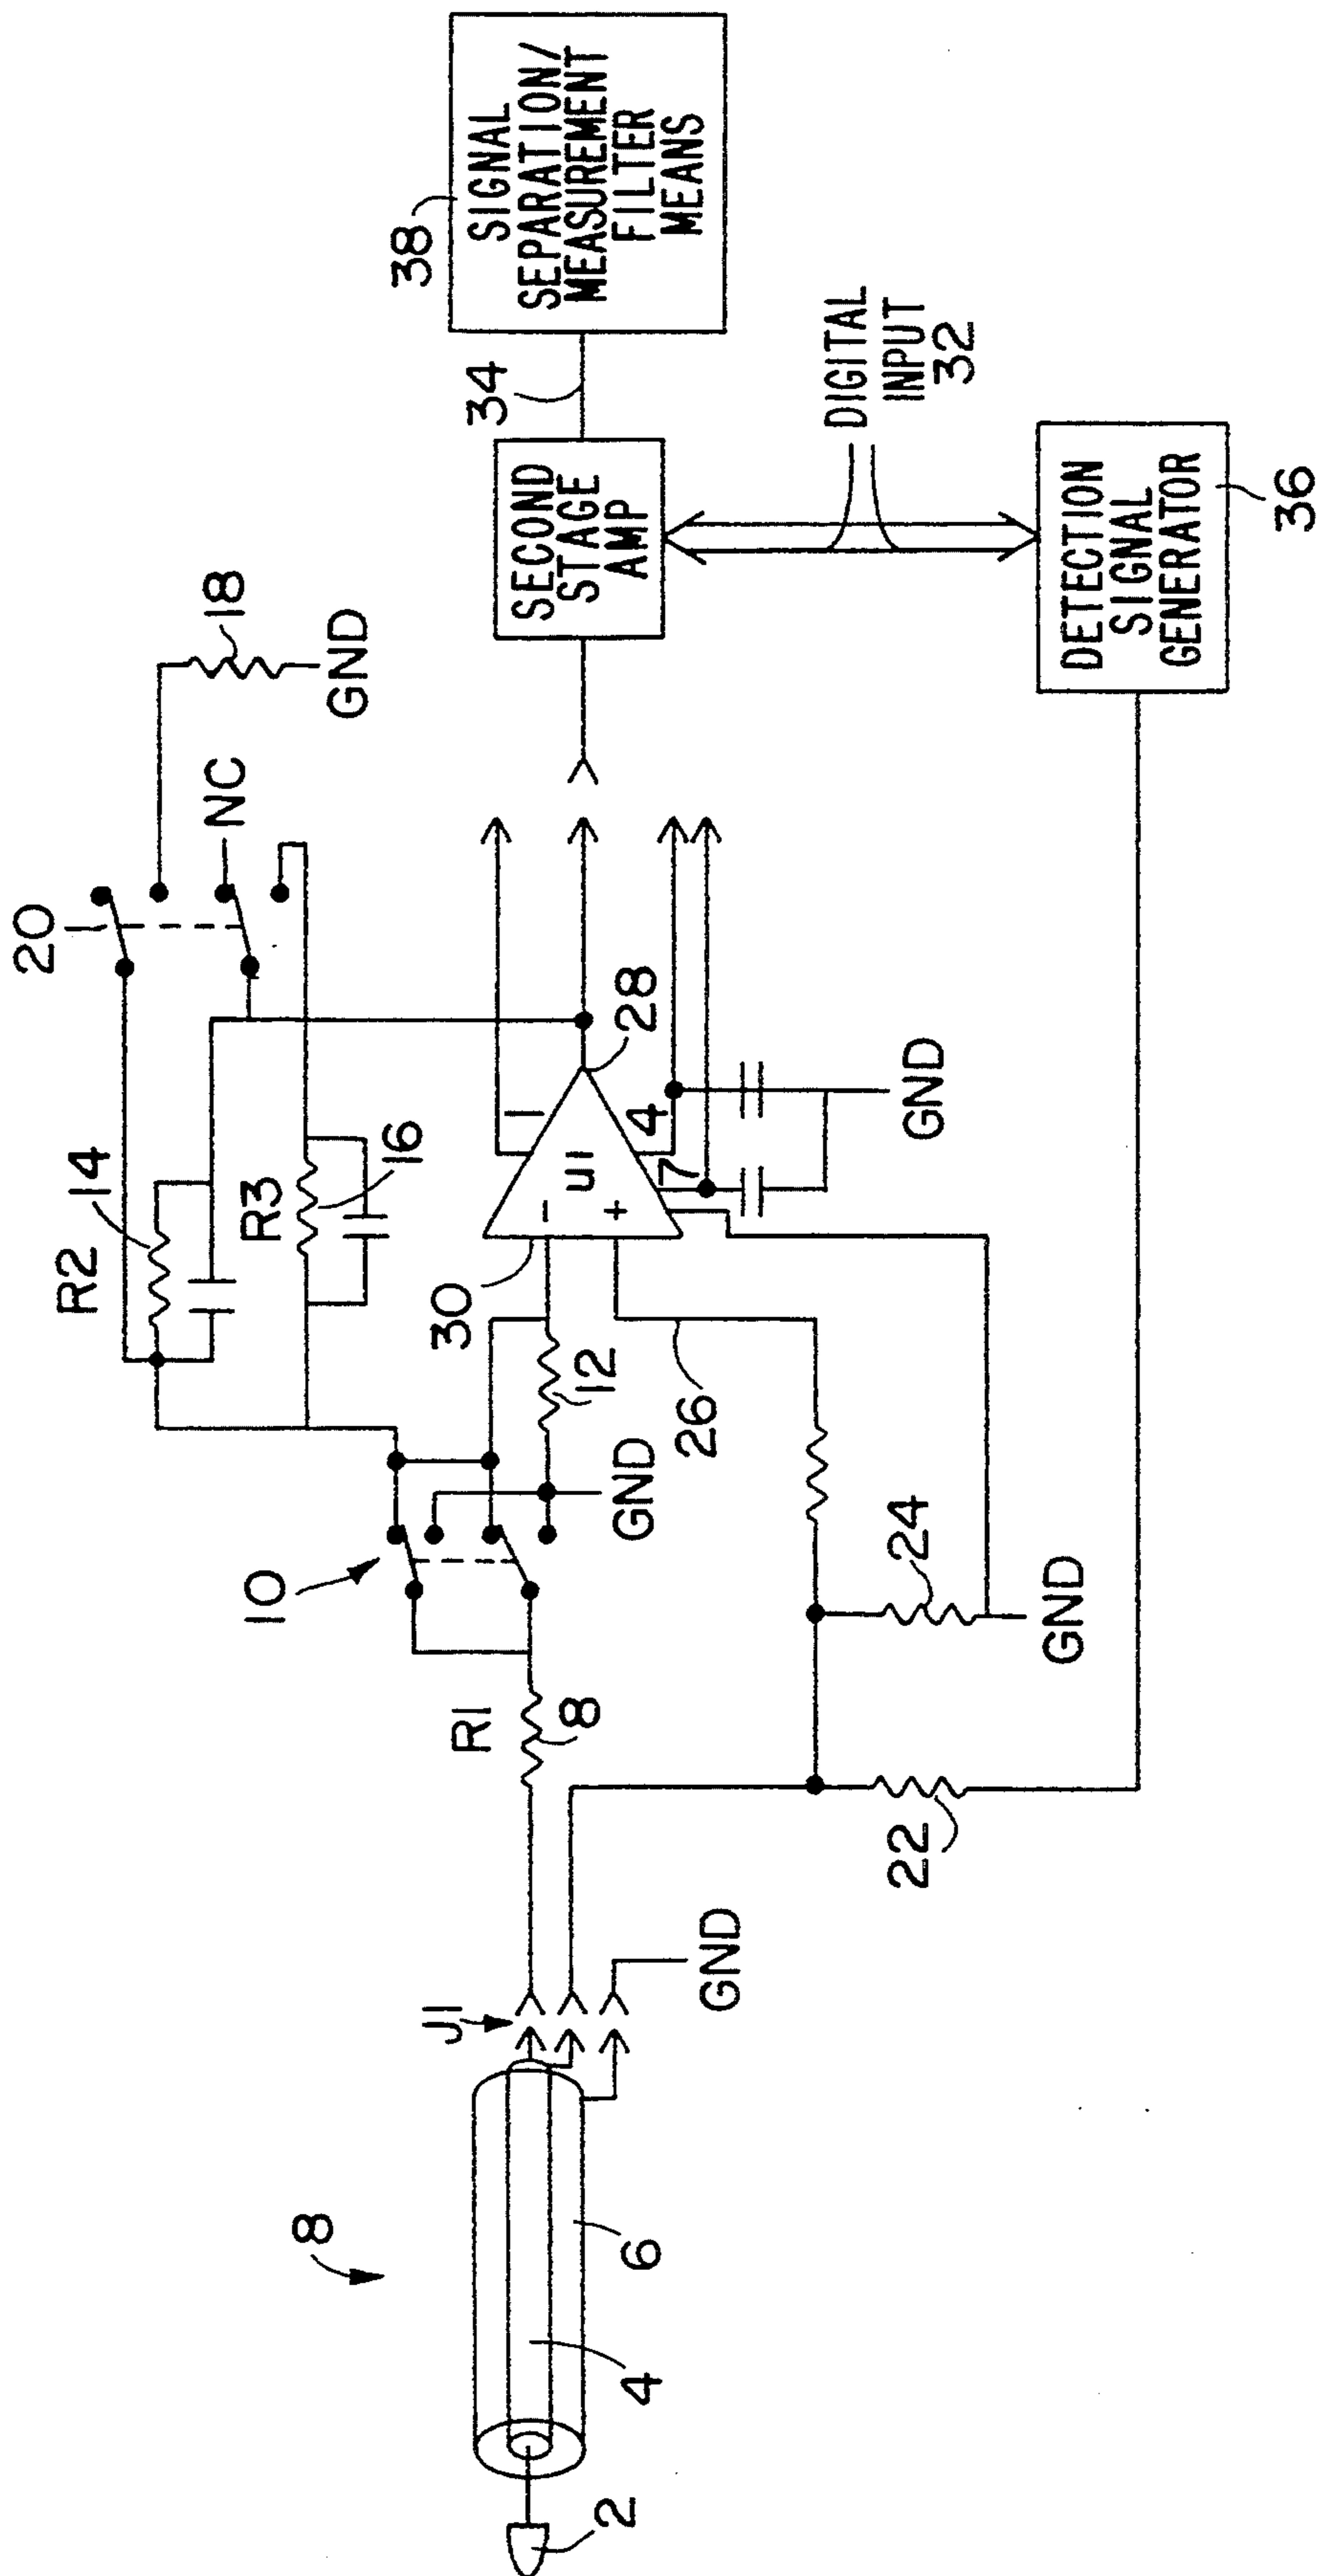 38
SIGNAL
SEPARATION/
MEASUREMENT
FILTER
MEANS
34
SECOND
STAGE
AMP
DIGITAL
INPUT
32
DETECTION
SIGNAL
GENERATOR
36
18
GND
NC
20
R2
14
R3
16
28
1
U1
4
7
-
+
30
GND
12
26
10
GND
24
GND
R1
8
22
J1
GND
8
6
4
2